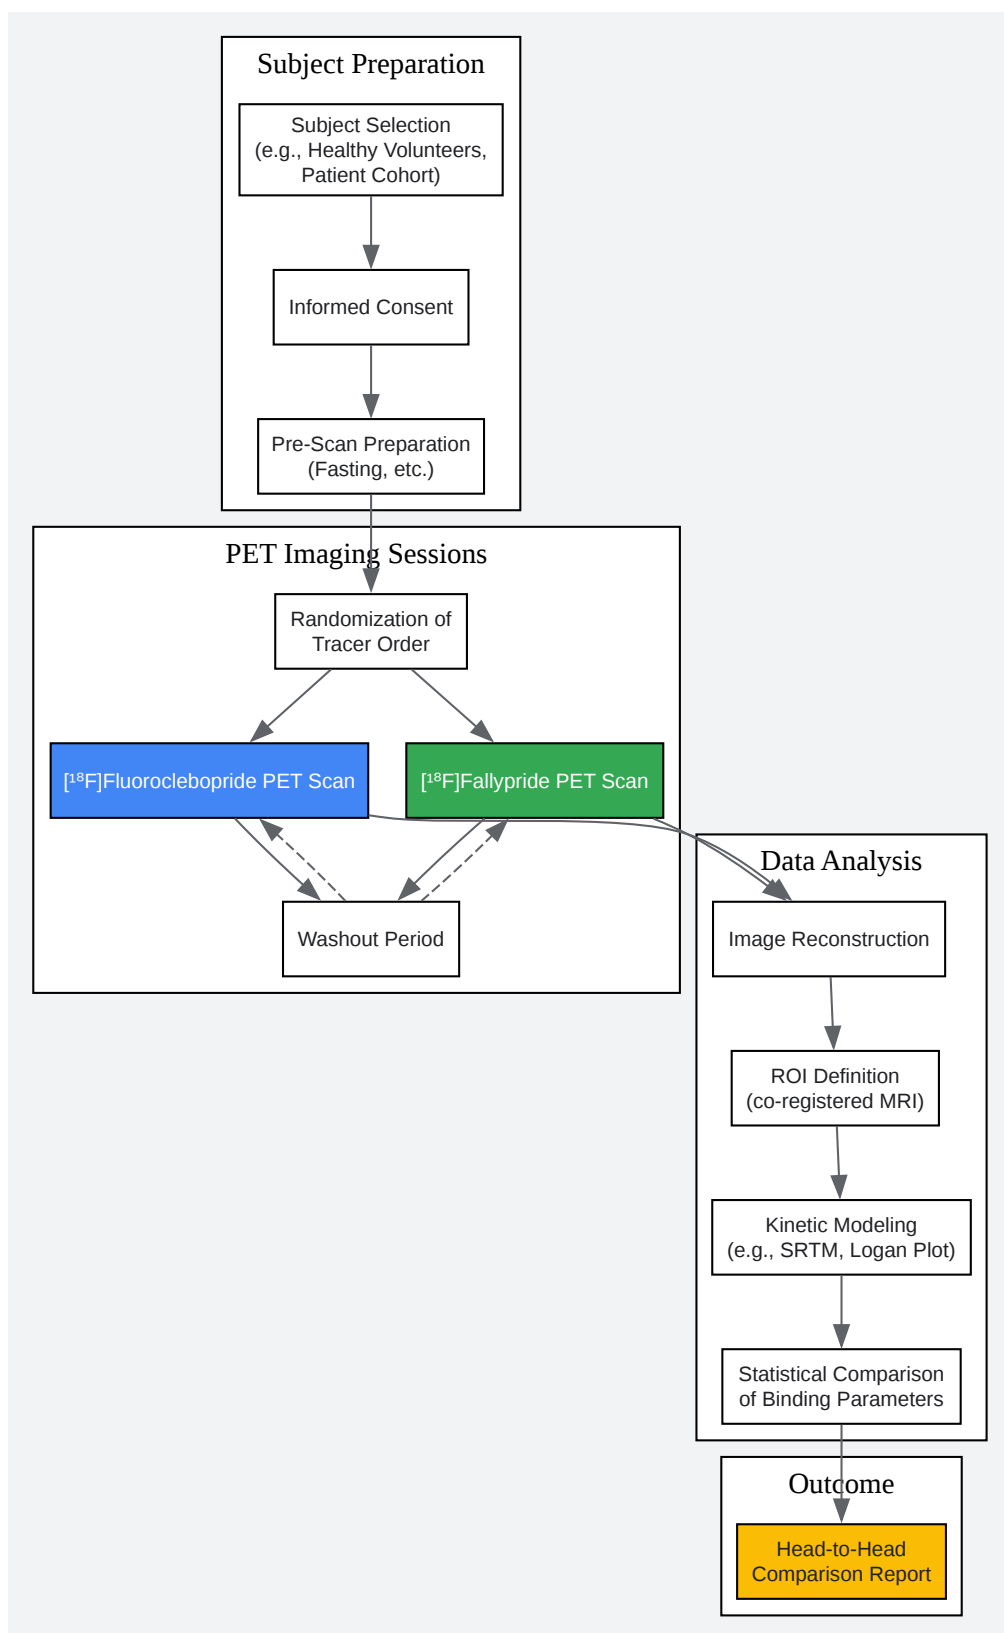 Subject Preparation
Subject Selection
(e.g., Healthy Volunteers,
Patient Cohort)
Informed Consent
Pre-Scan Preparation
(Fasting, etc.)
PET Imaging Sessions
Randomization of
Tracer Order
[¹⁸F]Fluoroclebopride PET Scan
[¹⁸F]Fallypride PET Scan
Washout Period
Data Analysis
Image Reconstruction
ROI Definition
(co-registered MRI)
Kinetic Modeling
(e.g., SRTM, Logan Plot)
Statistical Comparison
of Binding Parameters
Outcome
Head-to-Head
Comparison Report